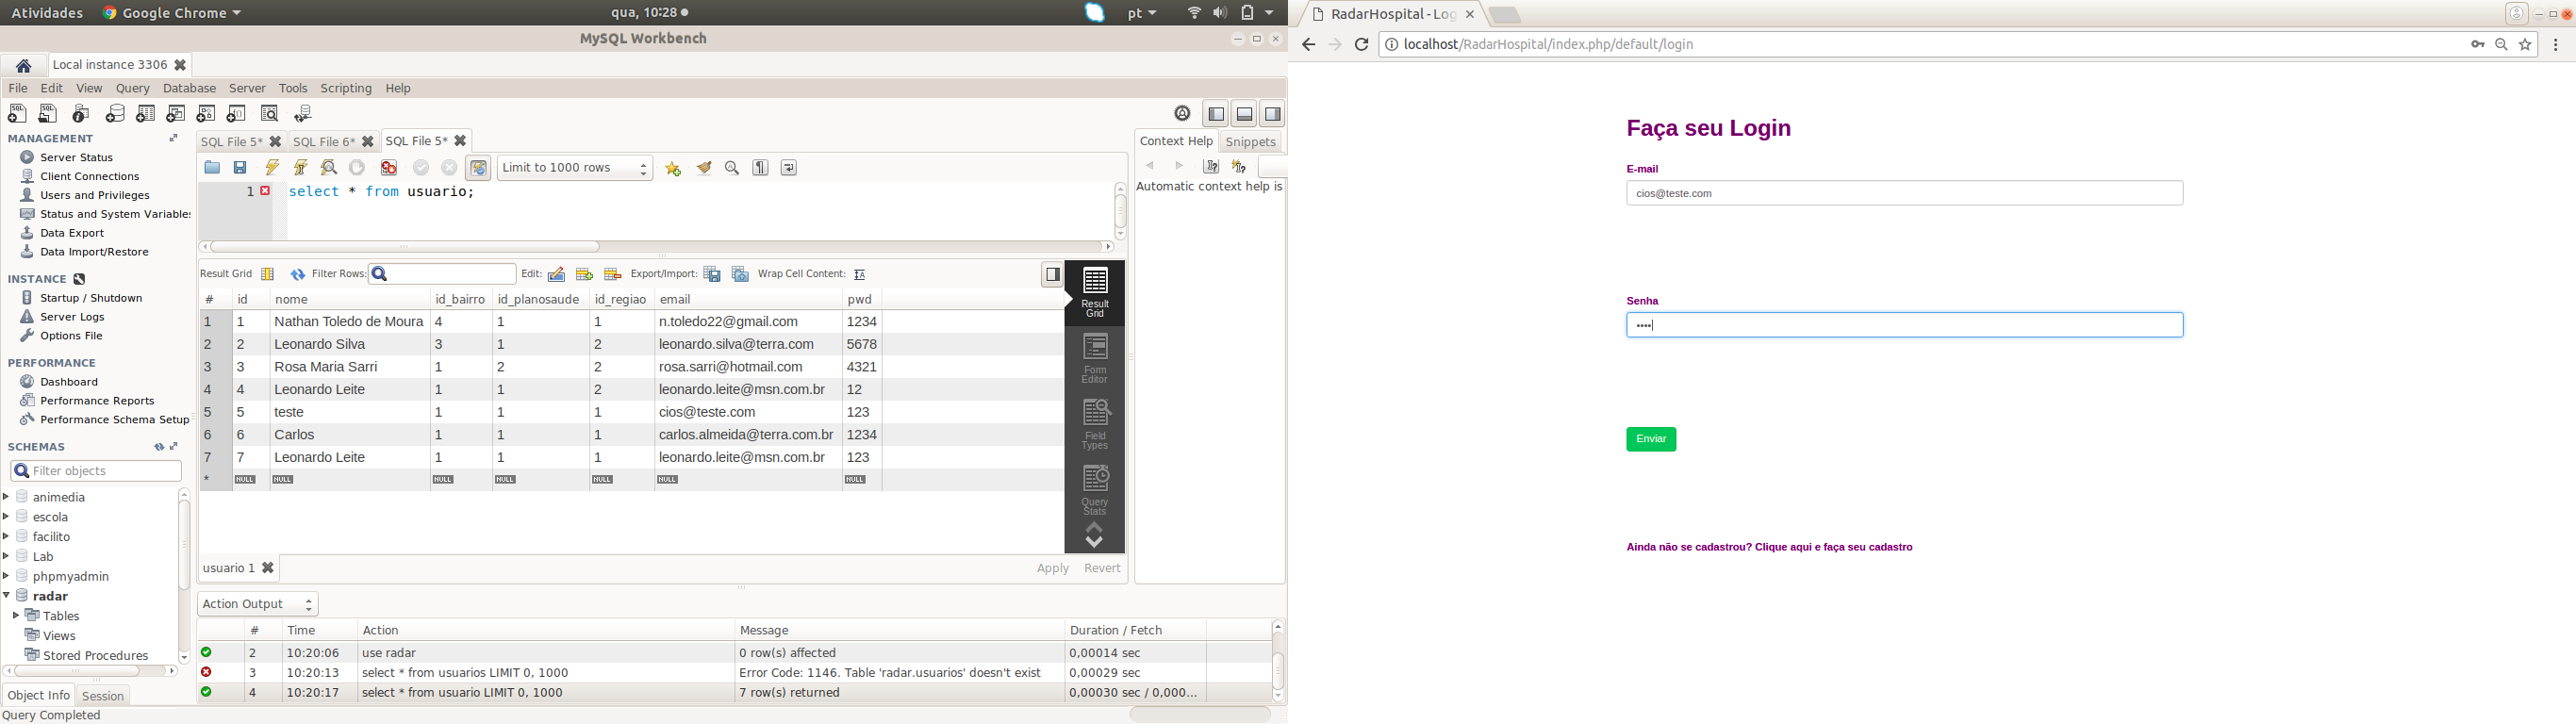 Atividades Google Chrome qua, 10:28 pt
MySQL Workbench
Local instance 3306
File Edit View Query Database Server Tools Scripting Help
MANAGEMENT
Server Status
Client Connections
Users and Privileges
Status and System Variable
Data Export
Data Import/Restore
INSTANCE
Startup / Shutdown
Server Logs
Options File
PERFORMANCE
Dashboard
Performance Reports
Performance Schema Setup
SCHEMAS
Filter objects
animedia
escola
facilito
Lab
phpmyadmin
radar
Tables
Views
Stored Procedures
Object Info Session
Query Completed
SQL File 5* SQL File 6* SQL File 5*
Limit to 1000 rows
1 select * from usuario;
Result Grid Filter Rows: Edit: Export/Import: Wrap Cell Content:
# id nome id_bairro id_planosaude id_regiao email pwd
1 1 Nathan Toledo de Moura 4 1 1 n.toledo22@gmail.com 1234
2 2 Leonardo Silva 3 1 2 leonardo.silva@terra.com 5678
3 3 Rosa Maria Sarri 1 2 2 rosa.sarri@hotmail.com 4321
4 4 Leonardo Leite 1 1 2 leonardo.leite@msn.com.br 12
5 5 teste 1 1 1 cios@teste.com 123
6 6 Carlos 1 1 1 carlos.almeida@terra.com.br 1234
7 7 Leonardo Leite 1 1 1 leonardo.leite@msn.com.br 123
* NULL NULL NULL NULL NULL NULL NULL
Result
Grid
Form
Editor
Field
Types
Query
Stats
usuario 1 Apply Revert
Context Help Snippets
Automatic context help is
Action Output
# Time Action Message Duration / Fetch
2 10:20:06 use radar 0 row(s) affected 0,00014 sec
3 10:20:13 select * from usuarios LIMIT 0, 1000 Error Code: 1146. Table 'radar.usuarios' doesn't exist 0,00029 sec
4 10:20:17 select * from usuario LIMIT 0, 1000 7 row(s) returned 0,00030 sec / 0,000...
RadarHospital - Log
localhost/RadarHospital/index.php/default/login
Faça seu Login
E-mail
cios@teste.com
Senha
••••
Enviar
Ainda não se cadastrou? Clique aqui e faça seu cadastro